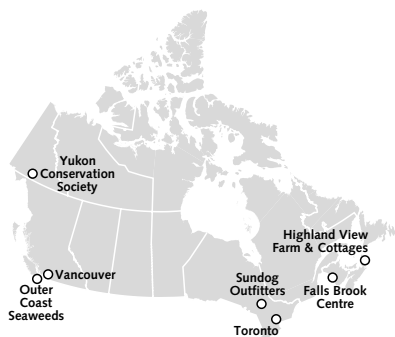 Yukon
Conservation
Society
Highland View
Farm & Cottages
Vancouver
Sundog
Outfitters
Outer
Coast
Seaweeds
Falls Brook
Centre
Toronto